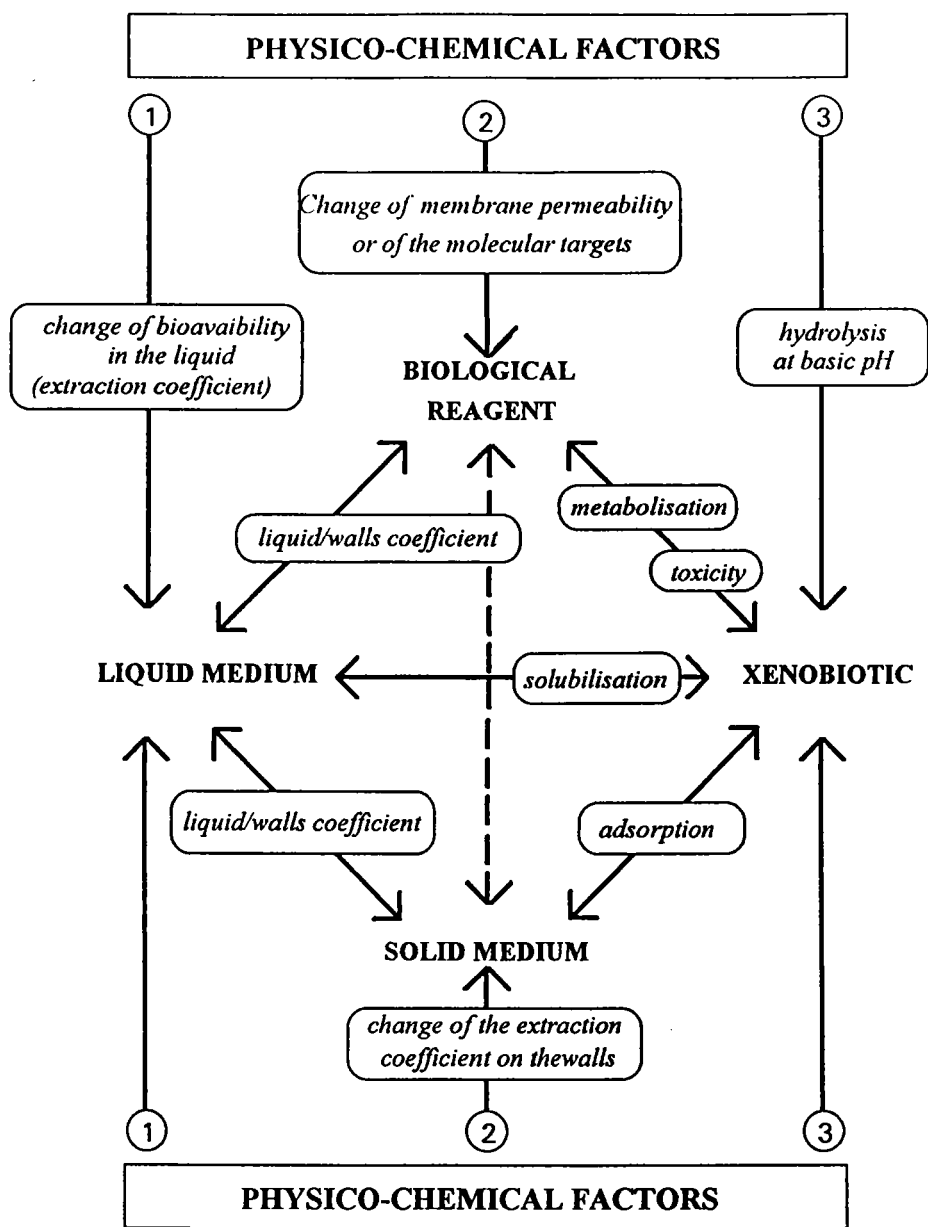 PHYSICO-CHEMICAL FACTORS
1
2
3
Change of membrane permeability
or of the molecular targets
change of bioavaibility
in the liquid
(extraction coefficient)
hydrolysis
at basic pH
BIOLOGICAL
REAGENT
metabolisation
liquid/walls coefficient
toxicity
LIQUID MEDIUM
solubilisation
XENOBIOTIC
liquid/walls coefficient
adsorption
SOLID MEDIUM
change of the extraction
coefficient on thewalls
1
2
3
PHYSICO-CHEMICAL FACTORS